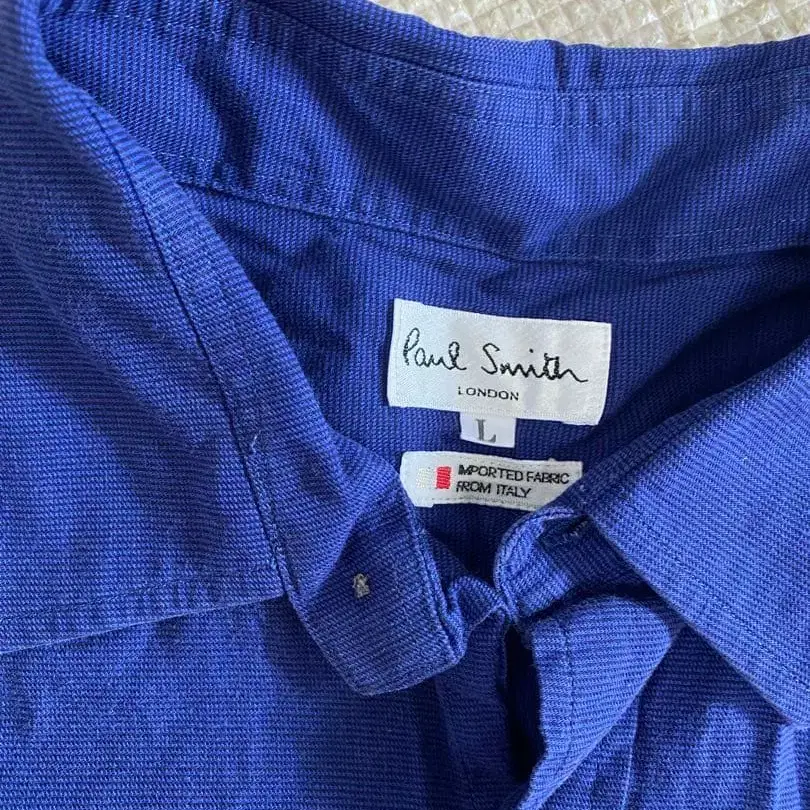 Paul Smith
LONDON
L
IMPORTED FABRIC
FROM ITALY